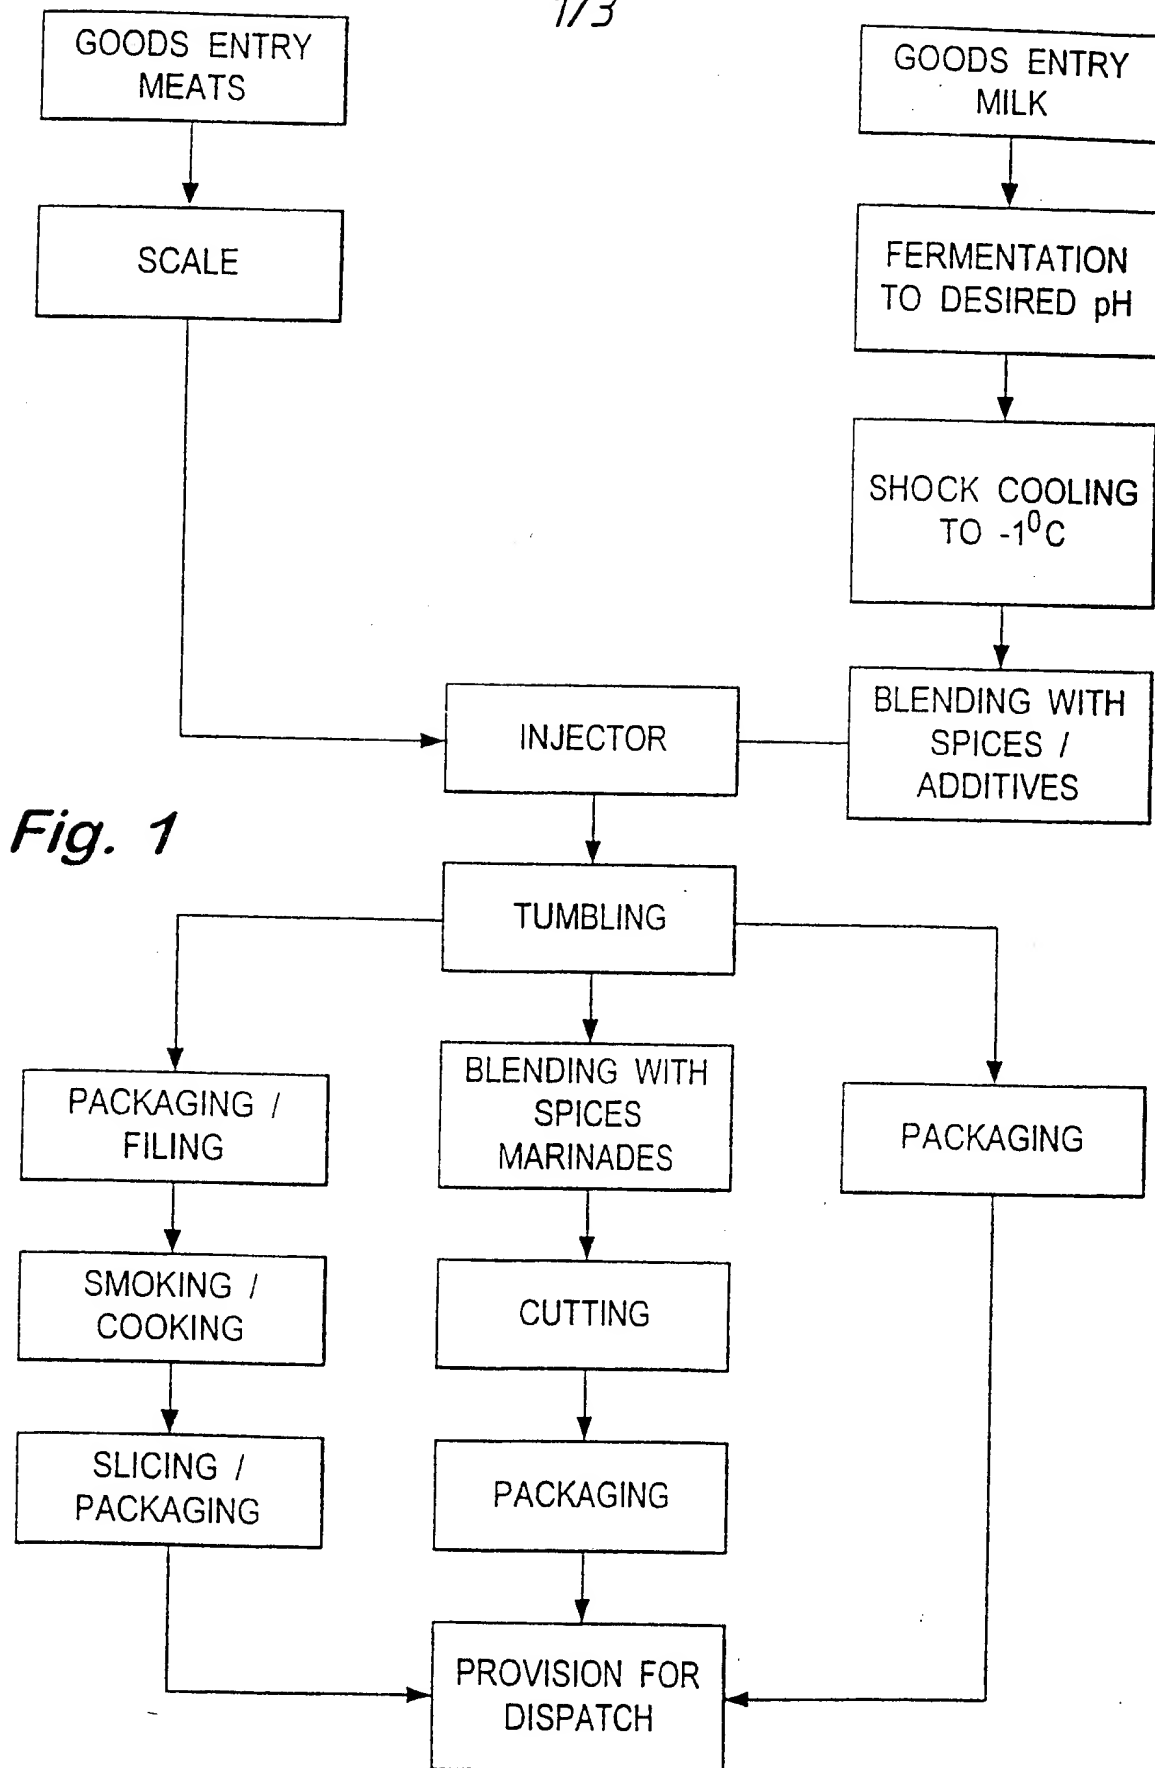 1/3
GOODS ENTRY
MEATS
GOODS ENTRY
MILK
SCALE
FERMENTATION
TO DESIRED pH
SHOCK COOLING
TO -1⁰C
INJECTOR
BLENDING WITH
SPICES /
ADDITIVES
Fig. 1
TUMBLING
PACKAGING /
FILING
BLENDING WITH
SPICES
MARINADES
PACKAGING
SMOKING /
COOKING
CUTTING
SLICING /
PACKAGING
PACKAGING
PROVISION FOR
DISPATCH